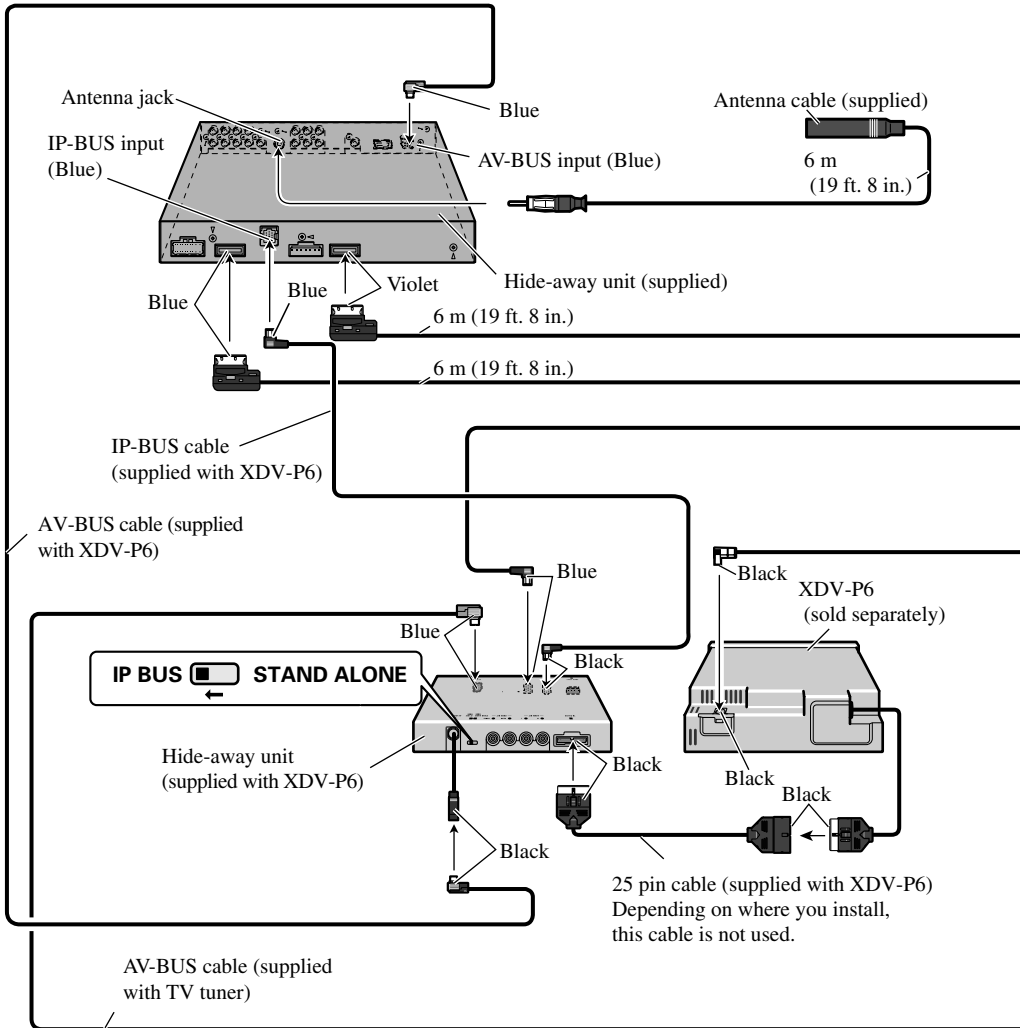 Antenna jack
Blue
Antenna cable (supplied)
IP-BUS input
(Blue)
AV-BUS input (Blue)
6 m
(19 ft. 8 in.)
Hide-away unit (supplied)
Blue
Blue
Violet
6 m (19 ft. 8 in.)
6 m (19 ft. 8 in.)
IP-BUS cable
(supplied with XDV-P6)
AV-BUS cable (supplied
with XDV-P6)
Blue
Black
XDV-P6
(sold separately)
Blue
Black
IP BUS STAND ALONE
Hide-away unit
(supplied with XDV-P6)
Black
Black
Black
Black
25 pin cable (supplied with XDV-P6)
Depending on where you install,
this cable is not used.
AV-BUS cable (supplied
with TV tuner)